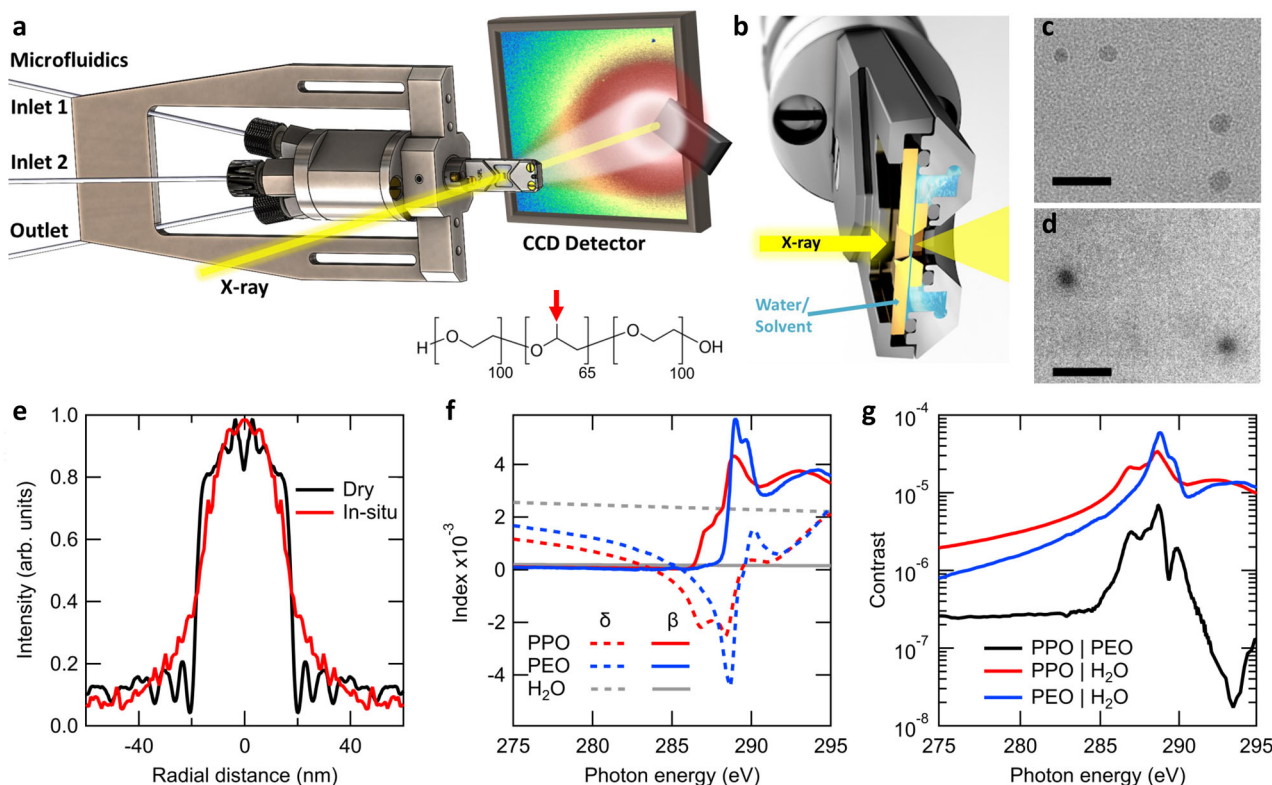 a
Microfluidics
Inlet 1
Inlet 2
Outlet
X-ray
CCD Detector
H
O
100
O
65
O
OH
100
b
X-ray
Water/
Solvent
c
d
e
Intensity (arb. units)
1.0
0.8
0.6
0.4
0.2
0.0
Dry
In-situ
-40
0
40
Radial distance (nm)
f
Index x10⁻³
4
2
0
-2
-4
δ
β
PPO
PEO
H₂O
275
280
285
290
295
Photon energy (eV)
g
Contrast
10⁻⁴
10⁻⁵
10⁻⁶
10⁻⁷
10⁻⁸
PPO | PEO
PPO | H₂O
PEO | H₂O
275
280
285
290
295
Photon energy (eV)